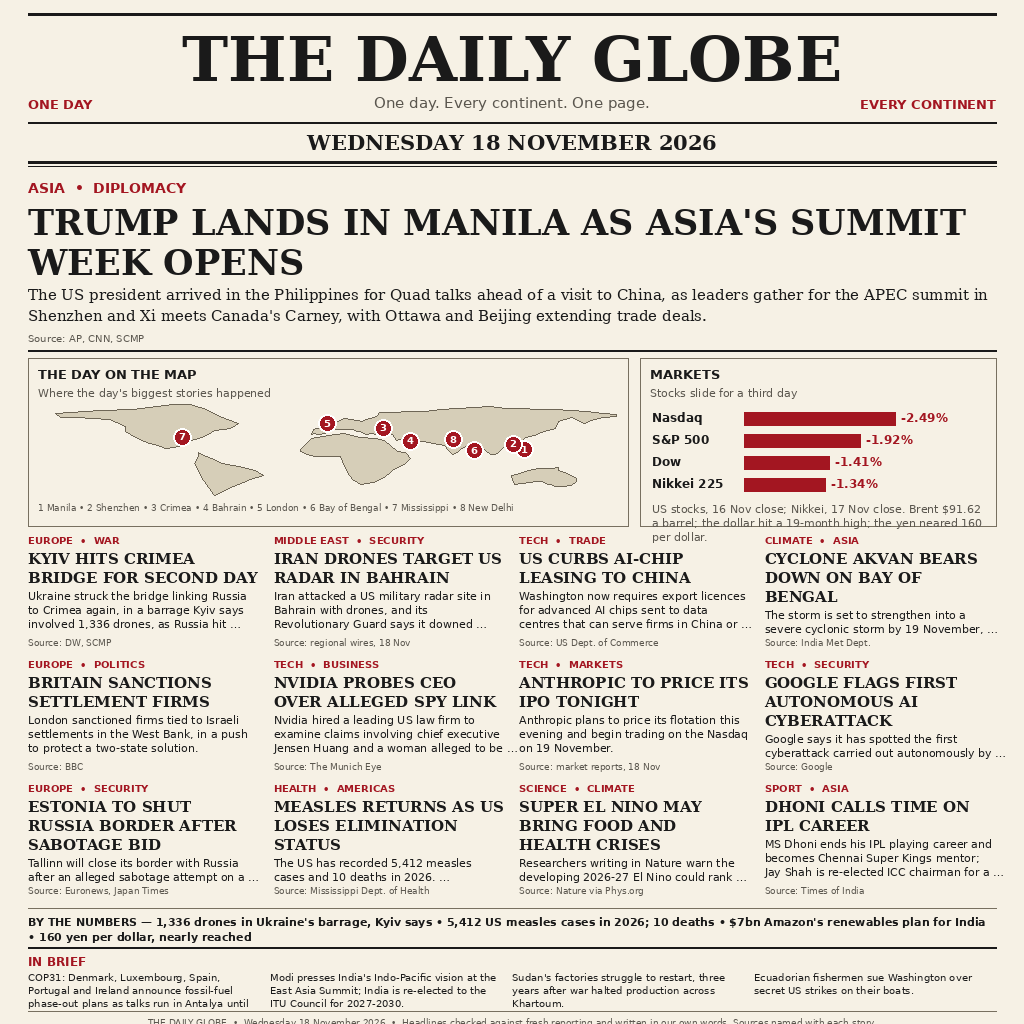 THE DAILY GLOBE
ONE DAY
One day. Every continent. One page.
EVERY CONTINENT
WEDNESDAY 18 NOVEMBER 2026
ASIA • DIPLOMACY
TRUMP LANDS IN MANILA AS ASIA'S SUMMIT
WEEK OPENS
The US president arrived in the Philippines for Quad talks ahead of a visit to China, as leaders gather for the APEC summit in
Shenzhen and Xi meets Canada's Carney, with Ottawa and Beijing extending trade deals.
Source: AP, CNN, SCMP
THE DAY ON THE MAP
Where the day's biggest stories happened
5
3
7
4
8
2
1
6
1 Manila • 2 Shenzhen • 3 Crimea • 4 Bahrain • 5 London • 6 Bay of Bengal • 7 Mississippi • 8 New Delhi
MARKETS
Stocks slide for a third day
Nasdaq -2.49%
S&P 500 -1.92%
Dow -1.41%
Nikkei 225 -1.34%
US stocks, 16 Nov close; Nikkei, 17 Nov close. Brent $91.62
a barrel; the dollar hit a 19-month high; the yen neared 160
per dollar.
EUROPE • WAR
KYIV HITS CRIMEA
BRIDGE FOR SECOND DAY
Ukraine struck the bridge linking Russia
to Crimea again, in a barrage Kyiv says
involved 1,336 drones, as Russia hit ...
Source: DW, SCMP
MIDDLE EAST • SECURITY
IRAN DRONES TARGET US
RADAR IN BAHRAIN
Iran attacked a US military radar site in
Bahrain with drones, and its
Revolutionary Guard says it downed ...
Source: regional wires, 18 Nov
TECH • TRADE
US CURBS AI-CHIP
LEASING TO CHINA
Washington now requires export licences
for advanced AI chips sent to data
centres that can serve firms in China or ...
Source: US Dept. of Commerce
CLIMATE • ASIA
CYCLONE AKVAN BEARS
DOWN ON BAY OF
BENGAL
The storm is set to strengthen into a
severe cyclonic storm by 19 November, ...
Source: India Met Dept.
EUROPE • POLITICS
BRITAIN SANCTIONS
SETTLEMENT FIRMS
London sanctioned firms tied to Israeli
settlements in the West Bank, in a push
to protect a two-state solution.
Source: BBC
TECH • BUSINESS
NVIDIA PROBES CEO
OVER ALLEGED SPY LINK
Nvidia hired a leading US law firm to
examine claims involving chief executive
Jensen Huang and a woman alleged to be ...
Source: The Munich Eye
TECH • MARKETS
ANTHROPIC TO PRICE ITS
IPO TONIGHT
Anthropic plans to price its flotation this
evening and begin trading on the Nasdaq
on 19 November.
Source: market reports, 18 Nov
TECH • SECURITY
GOOGLE FLAGS FIRST
AUTONOMOUS AI
CYBERATTACK
Google says it has spotted the first
cyberattack carried out autonomously by ...
Source: Google
EUROPE • SECURITY
ESTONIA TO SHUT
RUSSIA BORDER AFTER
SABOTAGE BID
Tallinn will close its border with Russia
after an alleged sabotage attempt on a ...
Source: Euronews, Japan Times
HEALTH • AMERICAS
MEASLES RETURNS AS US
LOSES ELIMINATION
STATUS
The US has recorded 5,412 measles
cases and 10 deaths in 2026. ...
Source: Mississippi Dept. of Health
SCIENCE • CLIMATE
SUPER EL NINO MAY
BRING FOOD AND
HEALTH CRISES
Researchers writing in Nature warn the
developing 2026-27 El Nino could rank ...
Source: Nature via Phys.org
SPORT • ASIA
DHONI CALLS TIME ON
IPL CAREER
MS Dhoni ends his IPL playing career and
becomes Chennai Super Kings mentor;
Jay Shah is re-elected ICC chairman for a ...
Source: Times of India
BY THE NUMBERS — 1,336 drones in Ukraine's barrage, Kyiv says • 5,412 US measles cases in 2026; 10 deaths • $7bn Amazon's renewables plan for India
• 160 yen per dollar, nearly reached
IN BRIEF
COP31: Denmark, Luxembourg, Spain,
Portugal and Ireland announce fossil-fuel
phase-out plans as talks run in Antalya until
Modi presses India's Indo-Pacific vision at the
East Asia Summit; India is re-elected to the
ITU Council for 2027-2030.
Sudan's factories struggle to restart, three
years after war halted production across
Khartoum.
Ecuadorian fishermen sue Washington over
secret US strikes on their boats.
THE DAILY GLOBE • Wednesday 18 November 2026 • Headlines checked against fresh reporting and written in our own words. Sources named with each story.